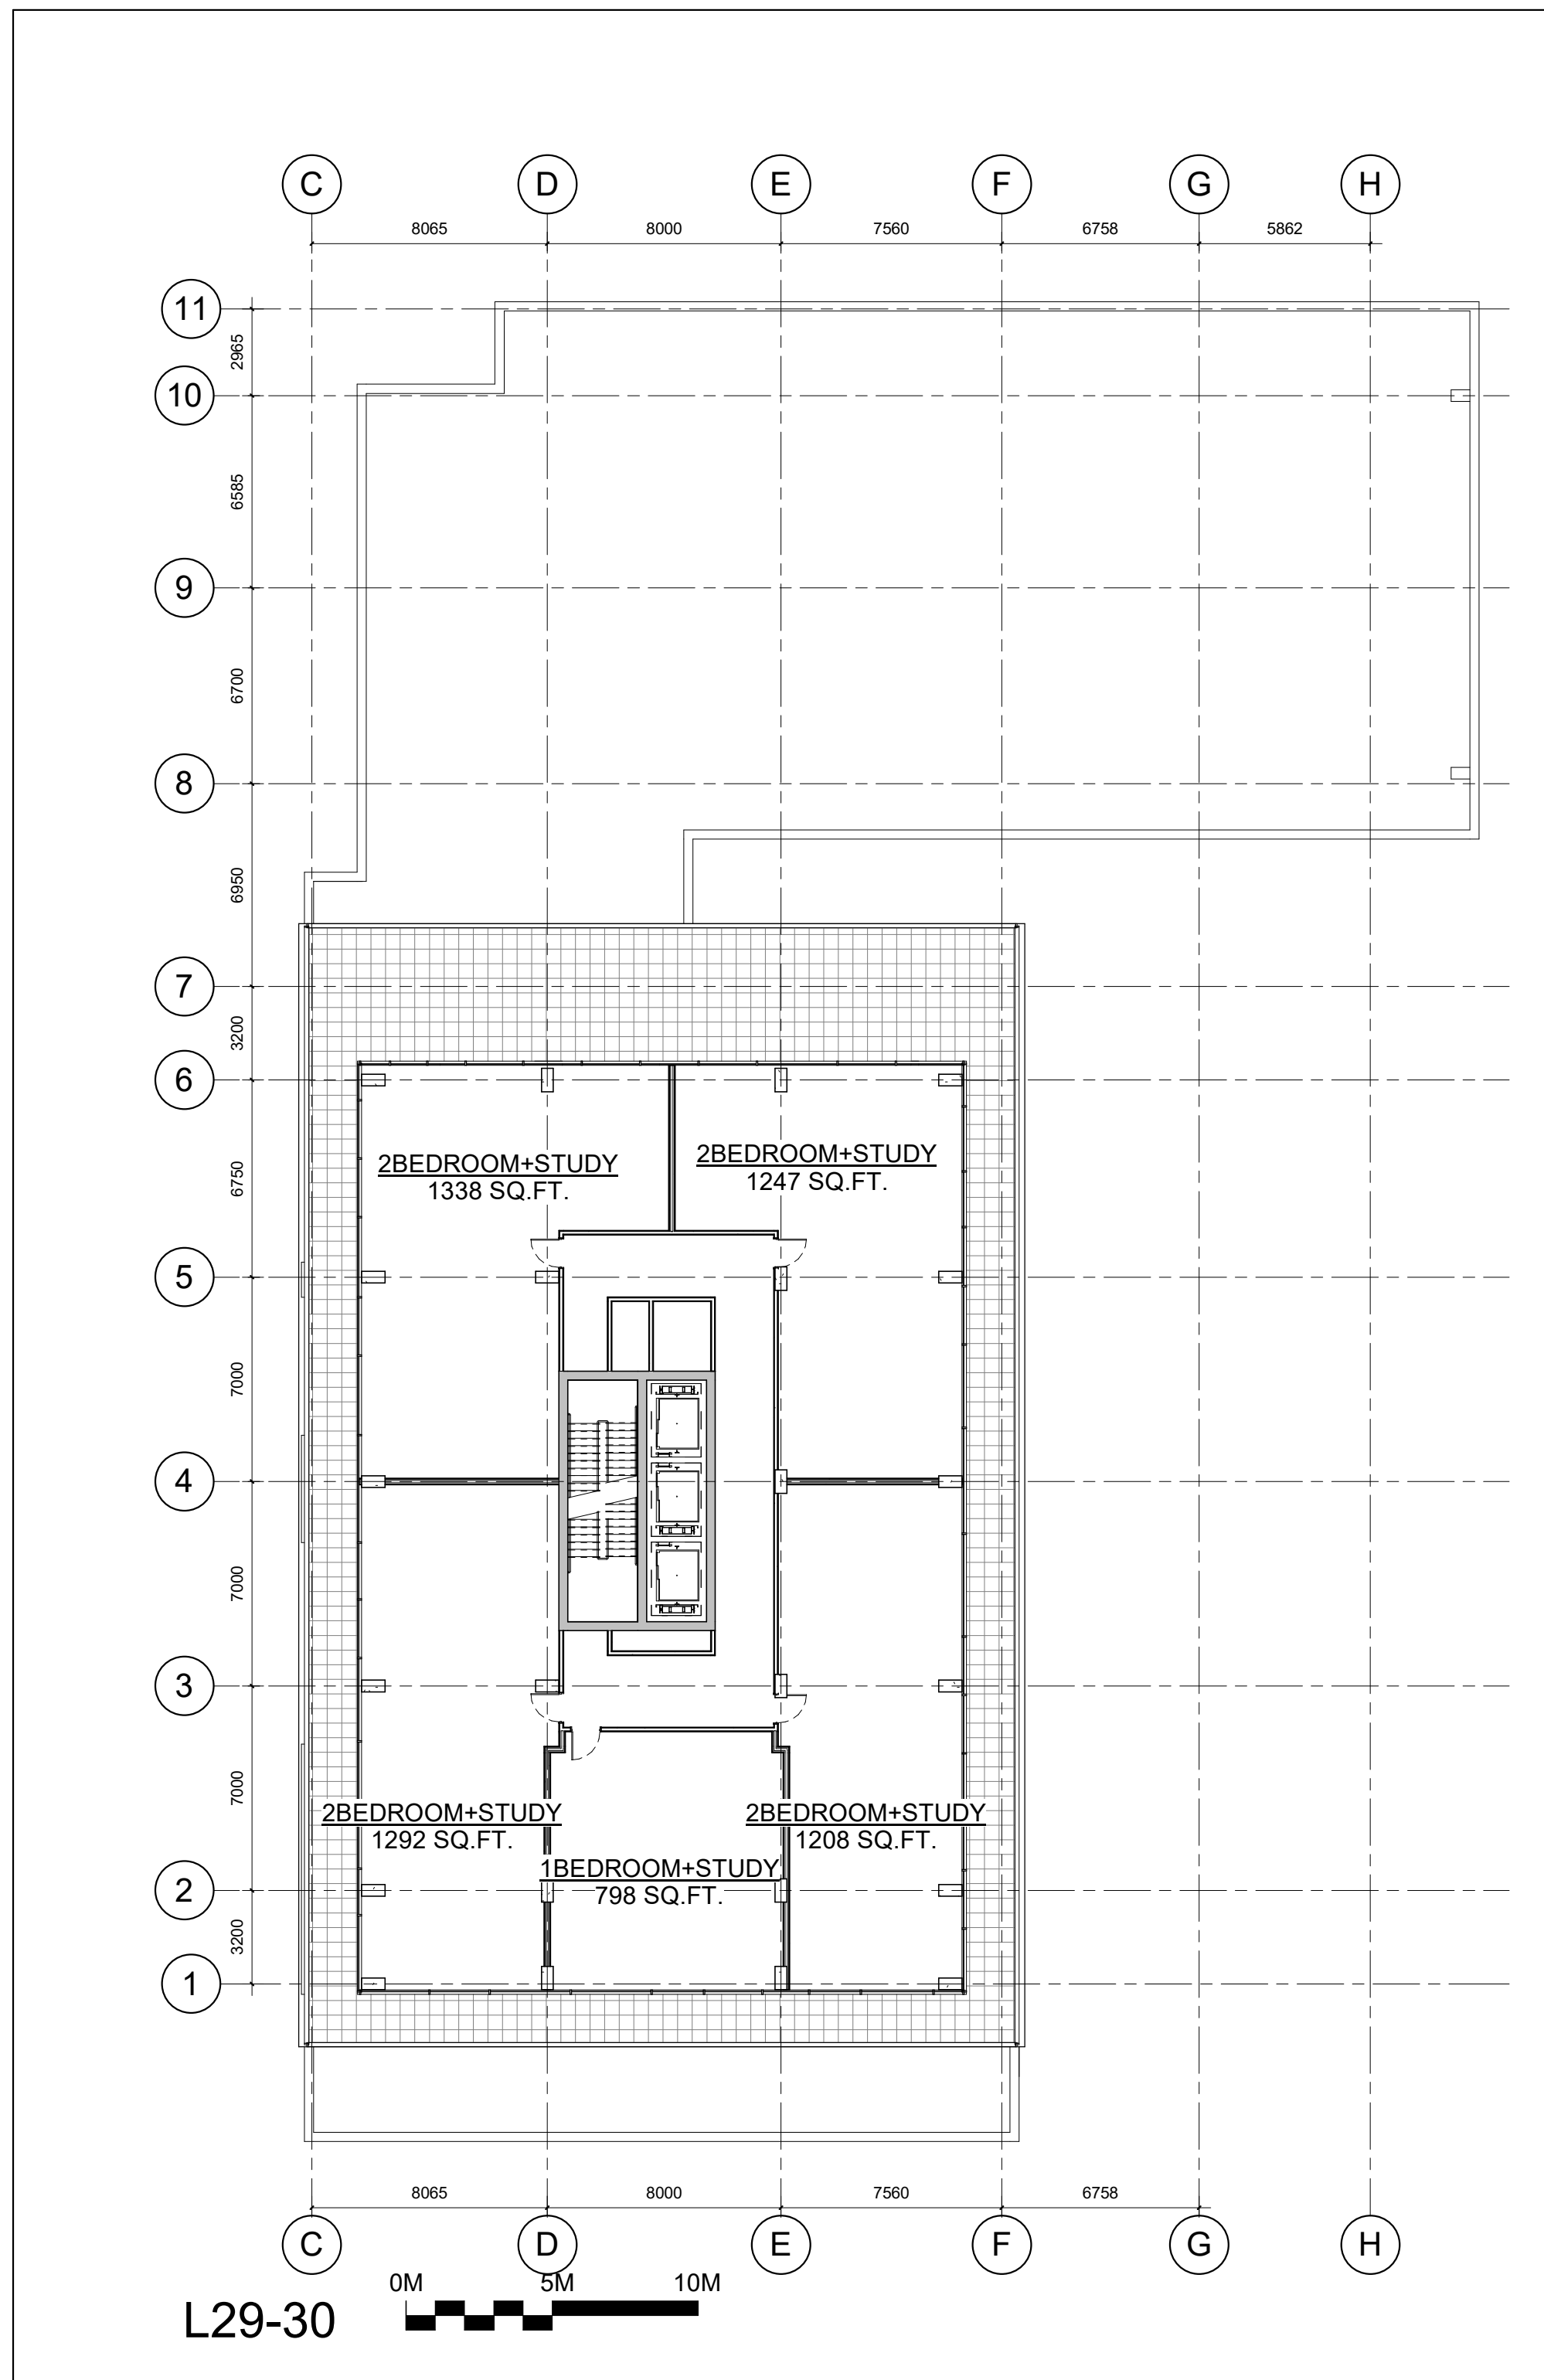 C D E F G H
8065 8000 7560 6758 5862
11
2965
10
6585
9
6700
8
6950
7
3200
6
6750
5
7000
4
7000
3
7000
2
3200
1
2BEDROOM+STUDY
1338 SQ.FT.
2BEDROOM+STUDY
1247 SQ.FT.
2BEDROOM+STUDY
1292 SQ.FT.
2BEDROOM+STUDY
1208 SQ.FT.
1BEDROOM+STUDY
798 SQ.FT.
8065 8000 7560 6758
C D E F G H
0M 5M 10M
L29-30